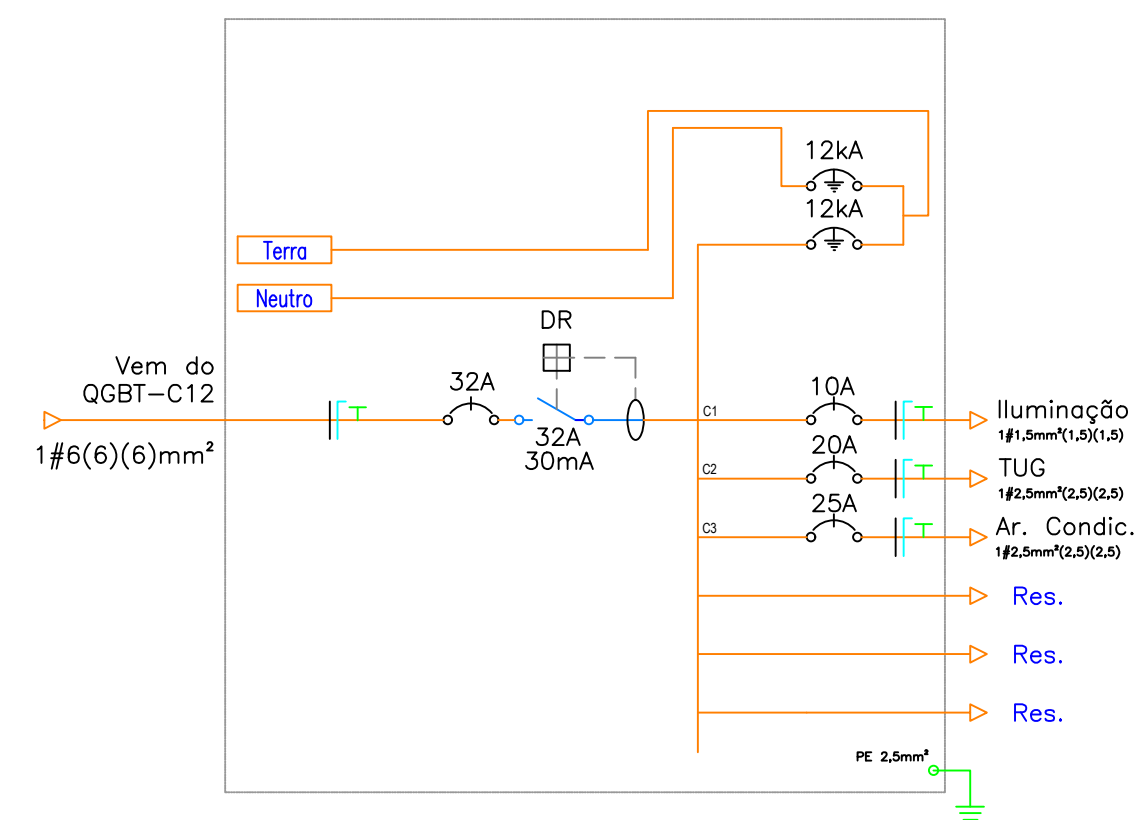 12kA
12kA
Terra
Neutro
DR
Vem do
QGBT-C12
1#6(6)(6)mm²
32A
32A
30mA
C1
10A
Iluminação
1#1,5mm²(1,5)(1,5)
C2
20A
TUG
1#2,5mm²(2,5)(2,5)
C3
25A
Ar. Condic.
1#2,5mm²(2,5)(2,5)
Res.
Res.
Res.
PE 2,5mm²